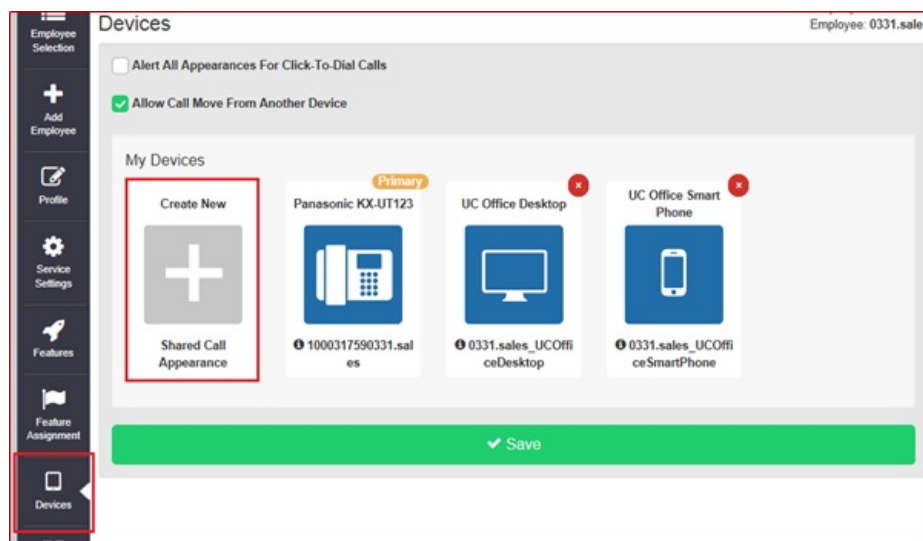 Employee
Selection
Add
Employee
Profile
Service
Settings
Features
Feature
Assignment
Devices
Devices
Employee: 0331.sale
Alert All Appearances For Click-To-Dial Calls
Allow Call Move From Another Device
My Devices
Create New
Shared Call
Appearance
Primary
Panasonic KX-UT123
1000317590331.sal
es
UC Office Desktop
0331.sales_UCOffi
ceDesktop
UC Office Smart
Phone
0331.sales_UCOffi
ceSmartPhone
Save